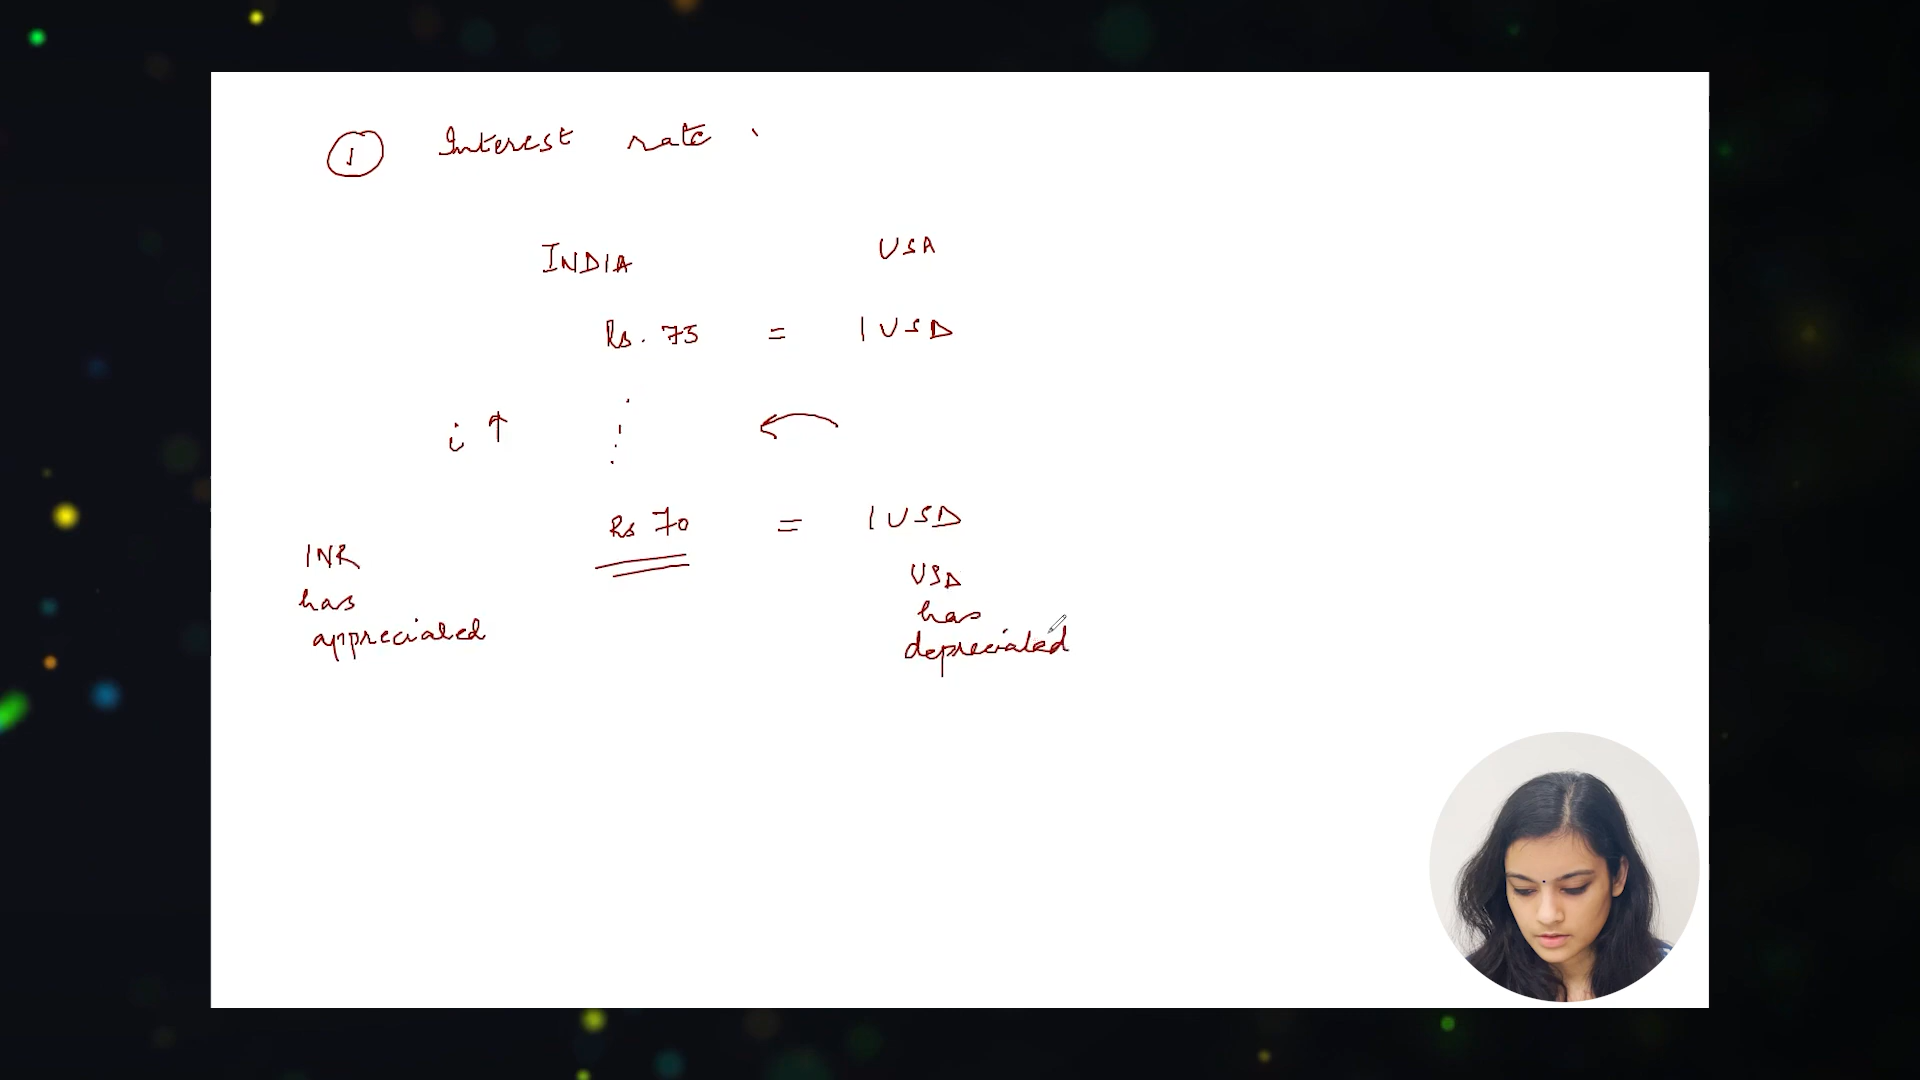 1 Interest rate
INDIA USA
Rs. 75 = 1 USD
i ↑
Rs 70 = 1 USD
INR
has
appreciated
USD
has
depreciated